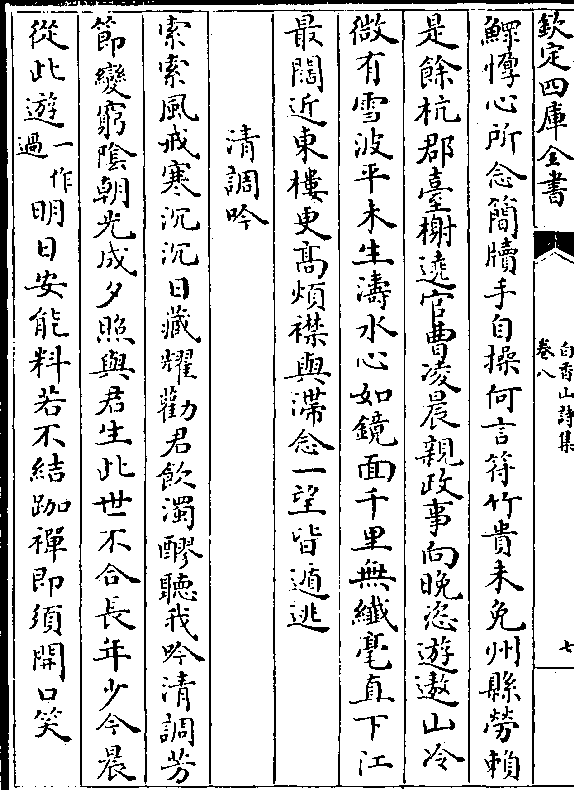 欽定四庫全書
白香山詩集
卷八
七
鰥惸心所念簡牘手自操何言符竹貴未免州縣勞賴
是餘杭郡臺榭遶官曹凌晨親政事向晚恣遊遨山冷
微有雪波平未生濤水心如鏡面千里無纖毫直下江
最闊近東樓更高煩襟與滯念一望皆遁逃
清調吟
索索風戒寒沉沉日藏耀勸君飲濁醪聽我吟清調芳
節變窮陰朝光成夕照與君生此世不合長年少今晨
從此遊一作過明日安能料若不結跏禪即須開口笑